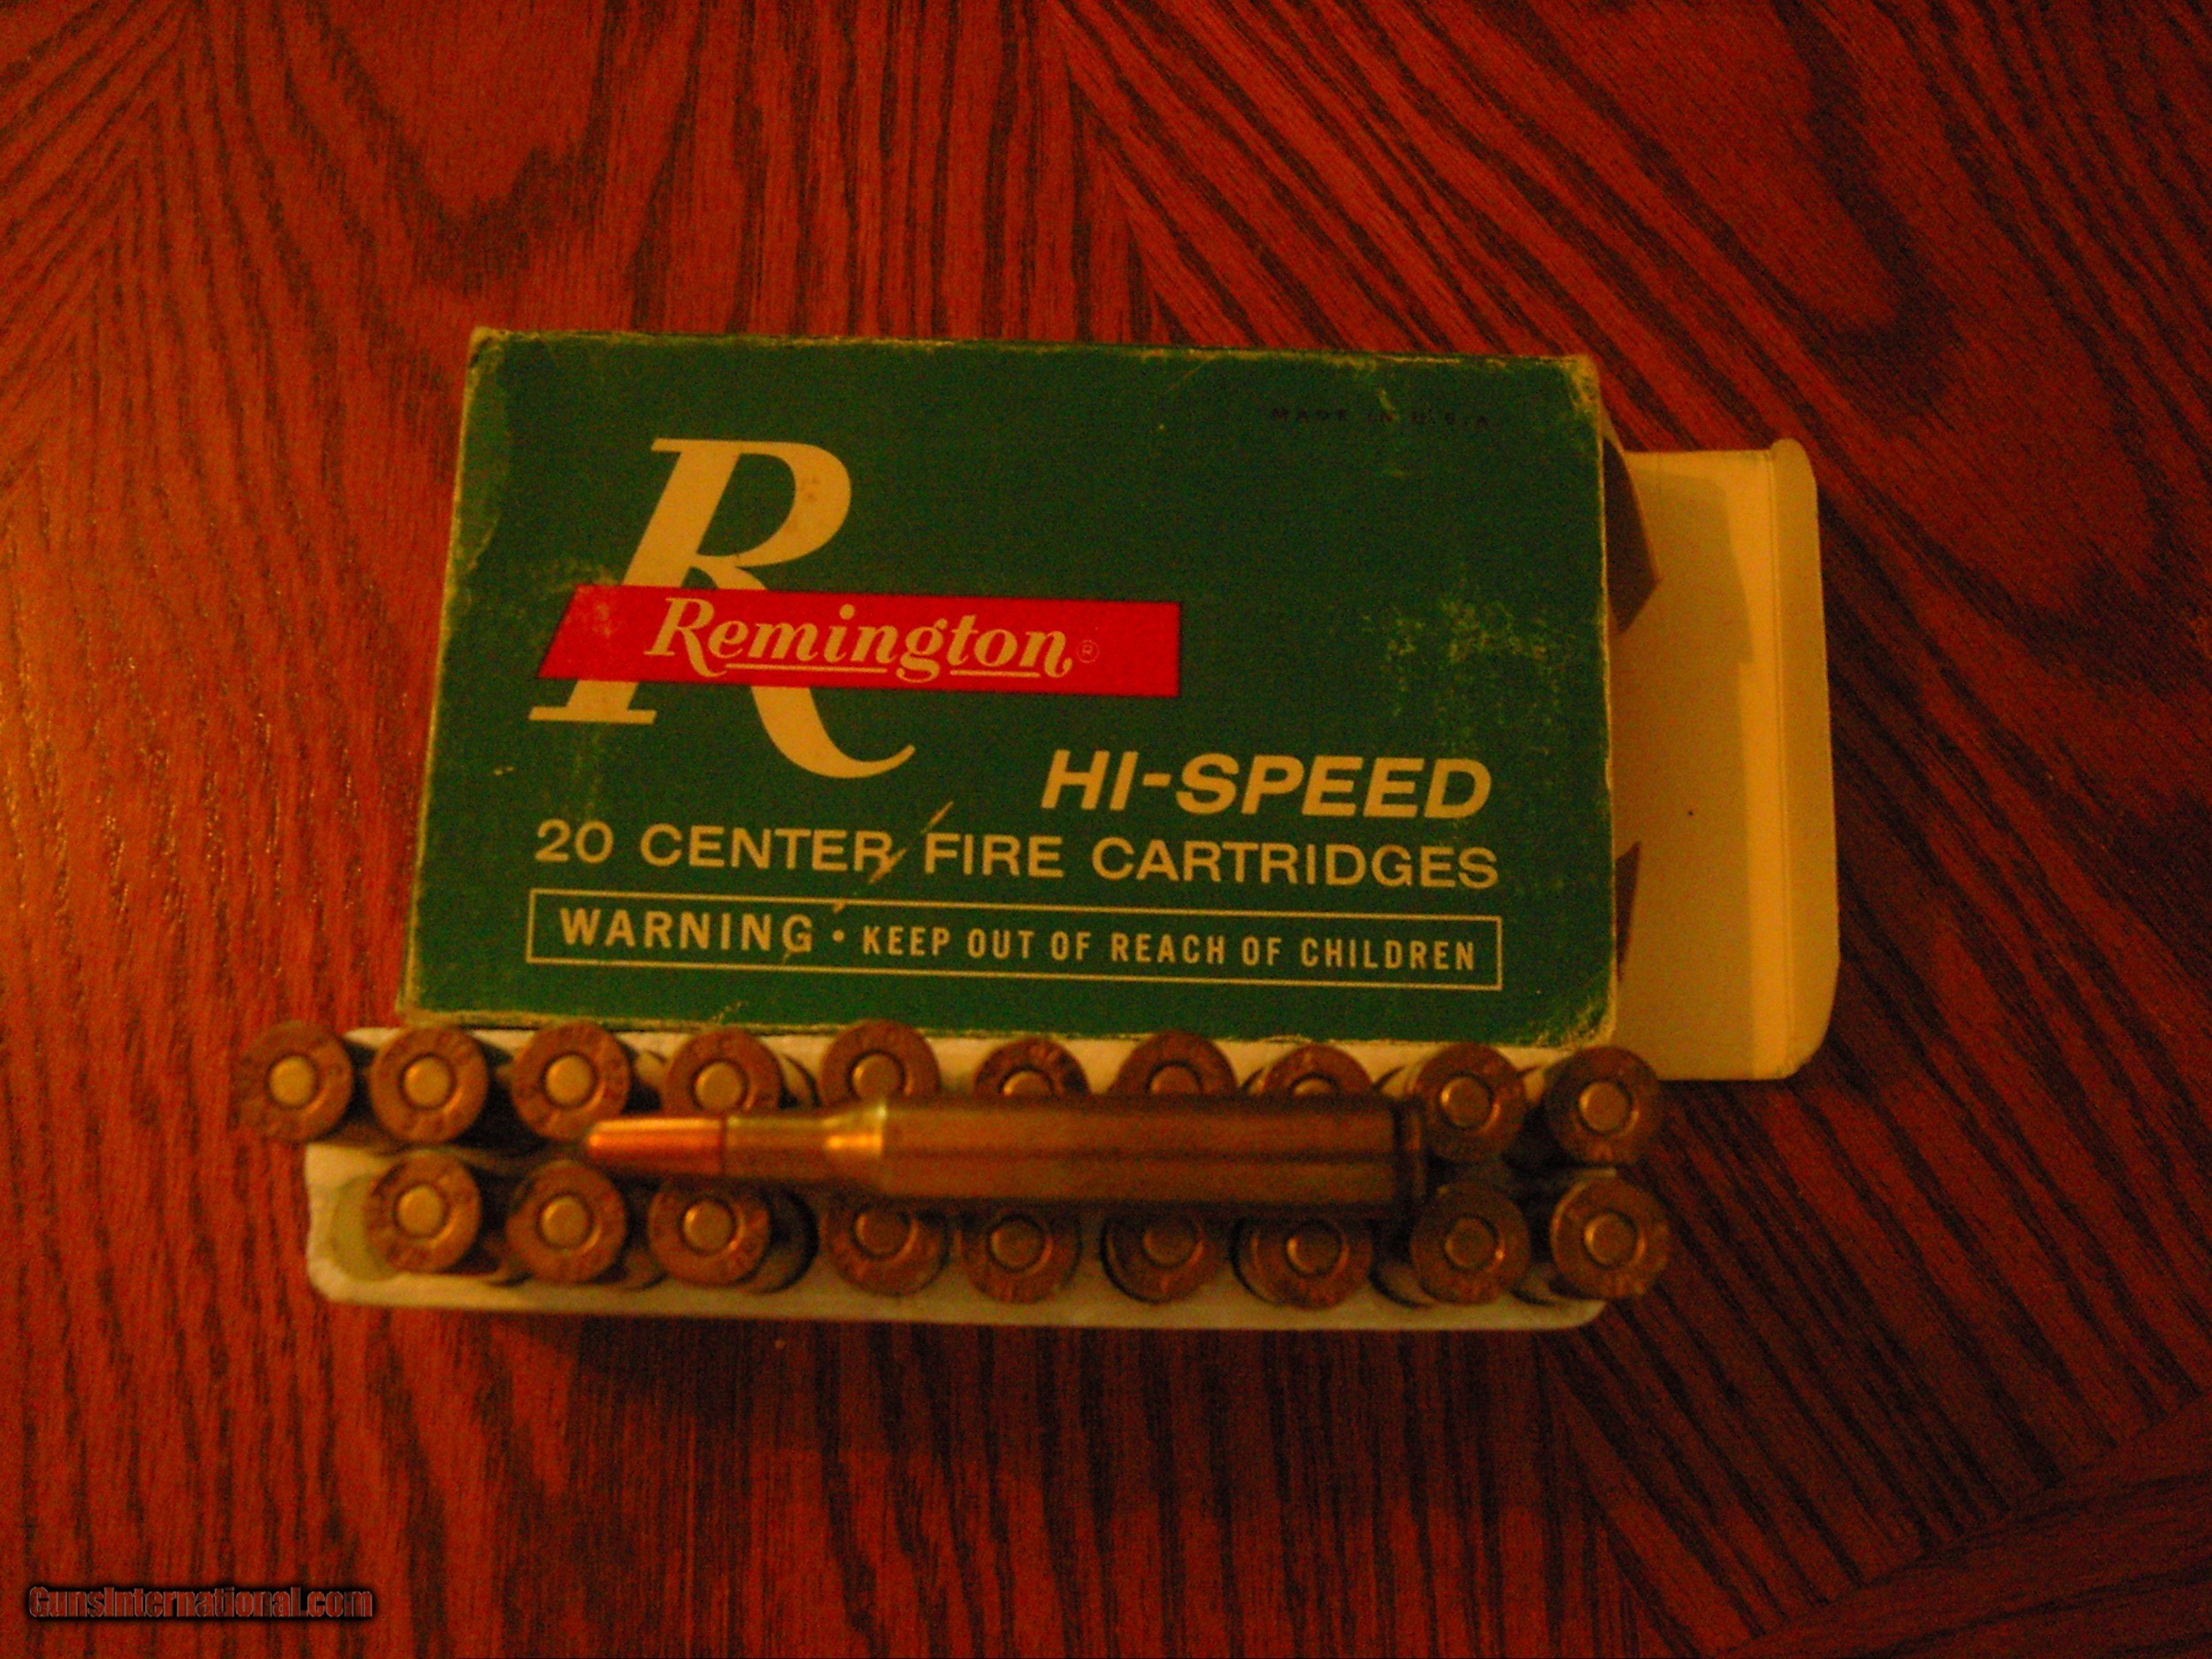 MADE IN U.S.A.
R
Remington®
HI-SPEED
20 CENTER FIRE CARTRIDGES
WARNING • KEEP OUT OF REACH OF CHILDREN
GunsInternational.com